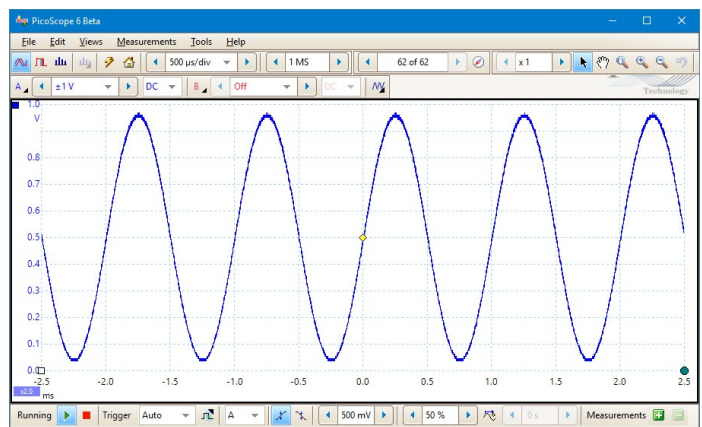 PicoScope 6 Beta
File Edit Views Measurements Tools Help
500 µs/div 1 MS 62 of 62 x 1
A ±1 V DC B Off DC
Technology
1.0
V
0.8
0.7
0.6
0.5
0.4
0.3
0.2
0.1
0.0
-2.5 -2.0 -1.5 -1.0 -0.5 0.0 0.5 1.0 1.5 2.0 2.5
x2.0 ms
Running Trigger Auto A 500 mV 50 % 0 s Measurements